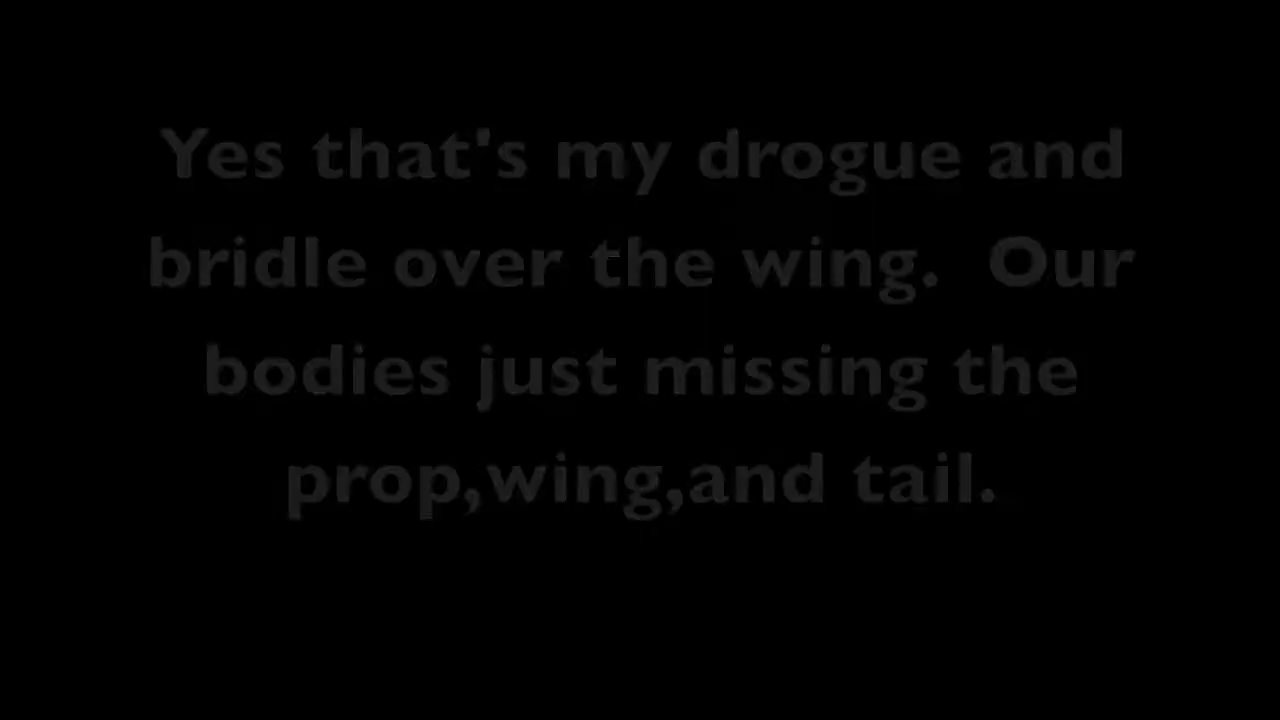 Yes that's my drogue and
bridle over the wing.  Our
bodies just missing the
prop,wing,and tail.